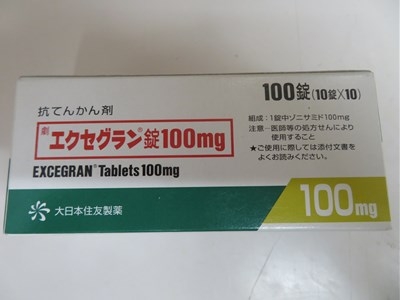 100錠(10錠×10)
抗てんかん剤
劇 エクセグラン®錠100mg
EXCEGRAN® Tablets 100mg
組成:1錠中ゾニサミド100mg
注意-医師等の処方せんにより
使用すること
★ご使用に際しては添付文書を
よくお読みください。
大日本住友製薬
100mg